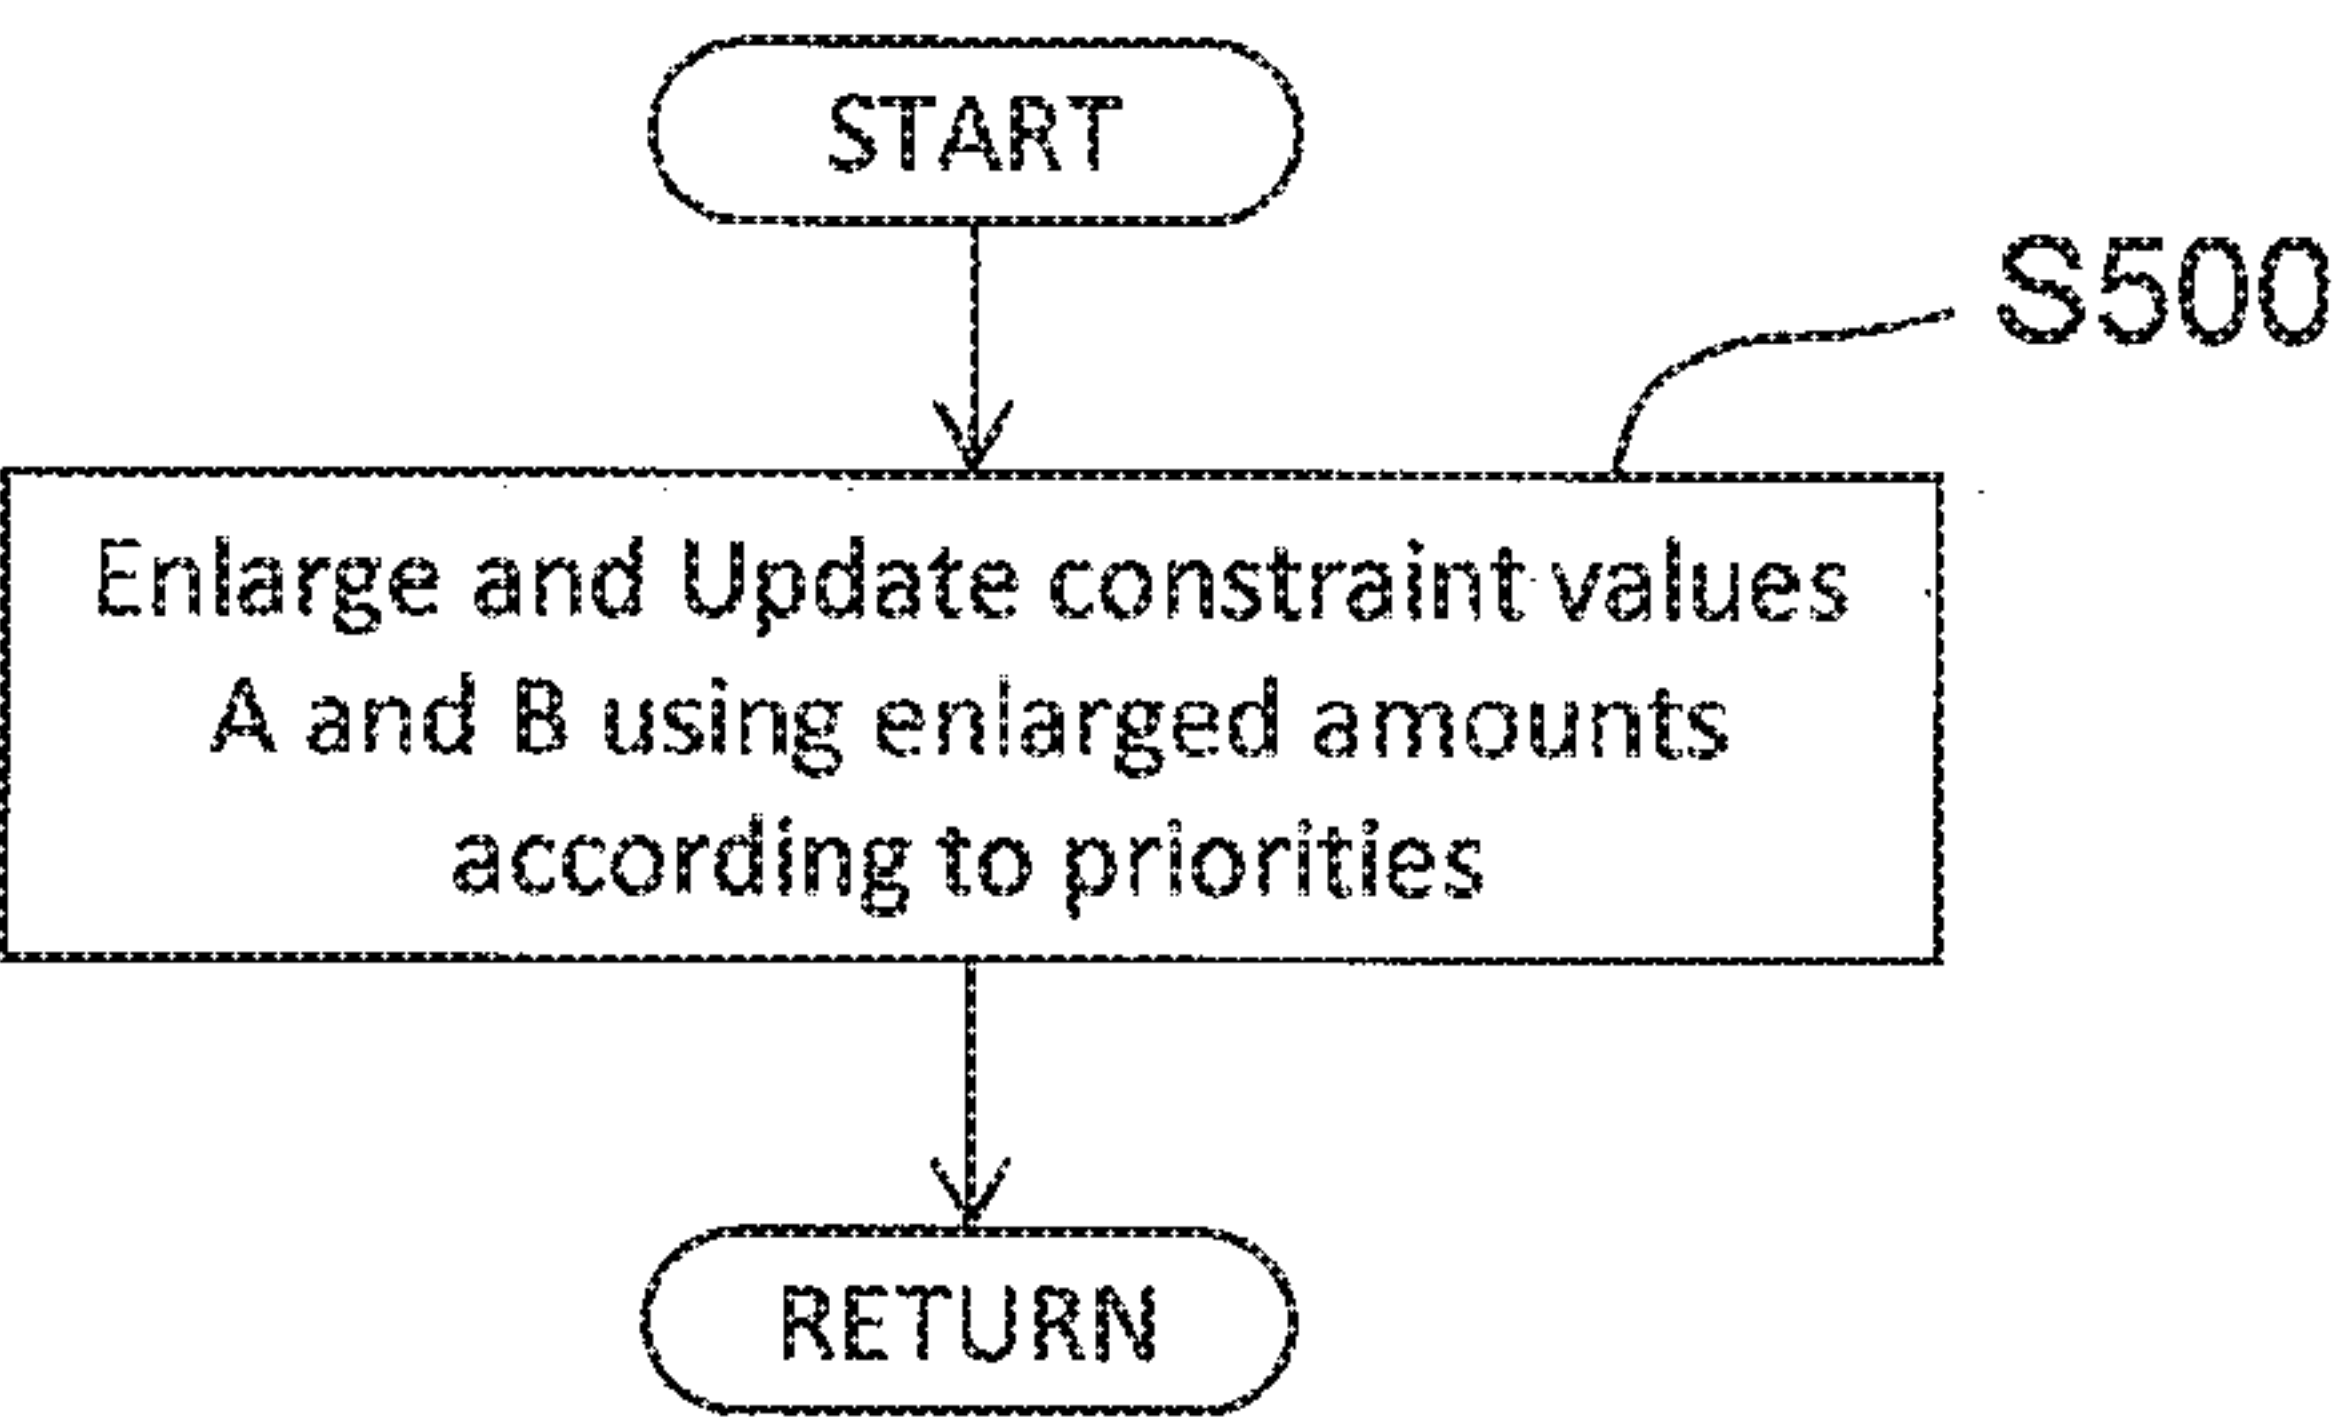 START
S500
Enlarge and Update constraint values
A and B using enlarged amounts
according to priorities
RETURN